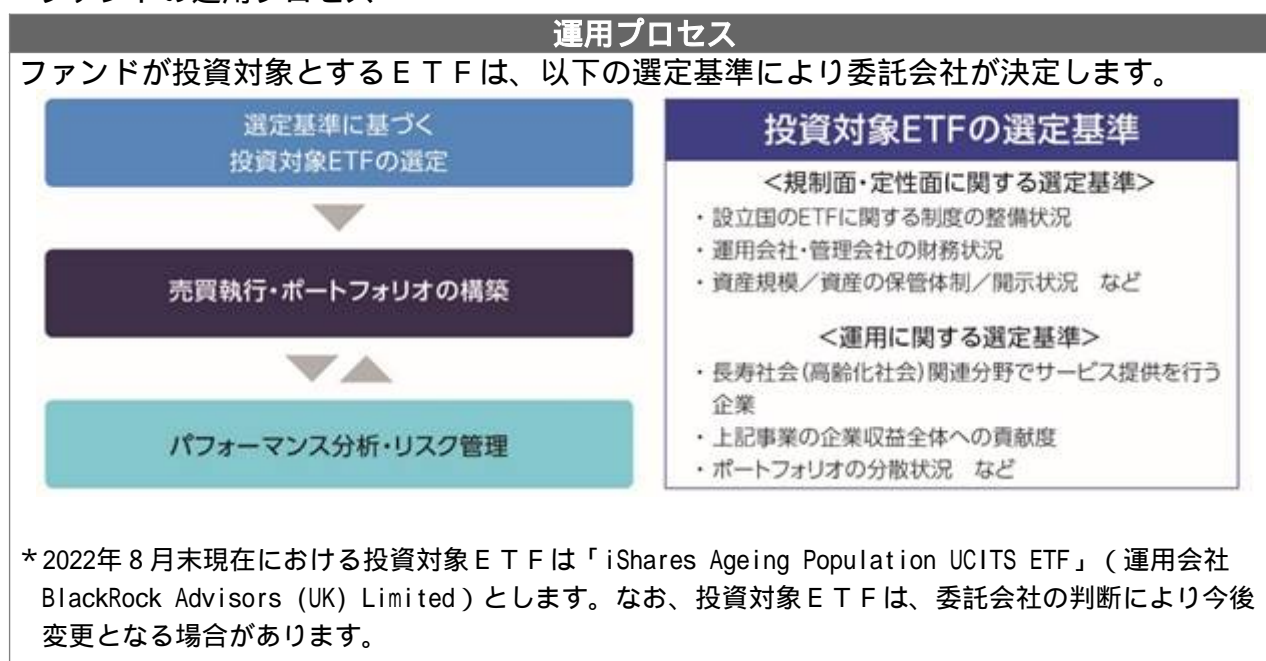 ファンドの運用プロセス
運用プロセス
ファンドが投資対象とするＥＴＦは、以下の選定基準により委託会社が決定します。
選定基準に基づく
投資対象ETFの選定
売買執行・ポートフォリオの構築
パフォーマンス分析・リスク管理
投資対象ETFの選定基準
＜規制面・定性面に関する選定基準＞
・設立国のETFに関する制度の整備状況
・運用会社・管理会社の財務状況
・資産規模／資産の保管体制／開示状況　など
＜運用に関する選定基準＞
・長寿社会(高齢化社会)関連分野でサービス提供を行う
企業
・上記事業の企業収益全体への貢献度
・ポートフォリオの分散状況　など
＊2022年８月末現在における投資対象ＥＴＦは「iShares Ageing Population UCITS ETF」（運用会社
BlackRock Advisors (UK) Limited）とします。なお、投資対象ＥＴＦは、委託会社の判断により今後
変更となる場合があります。